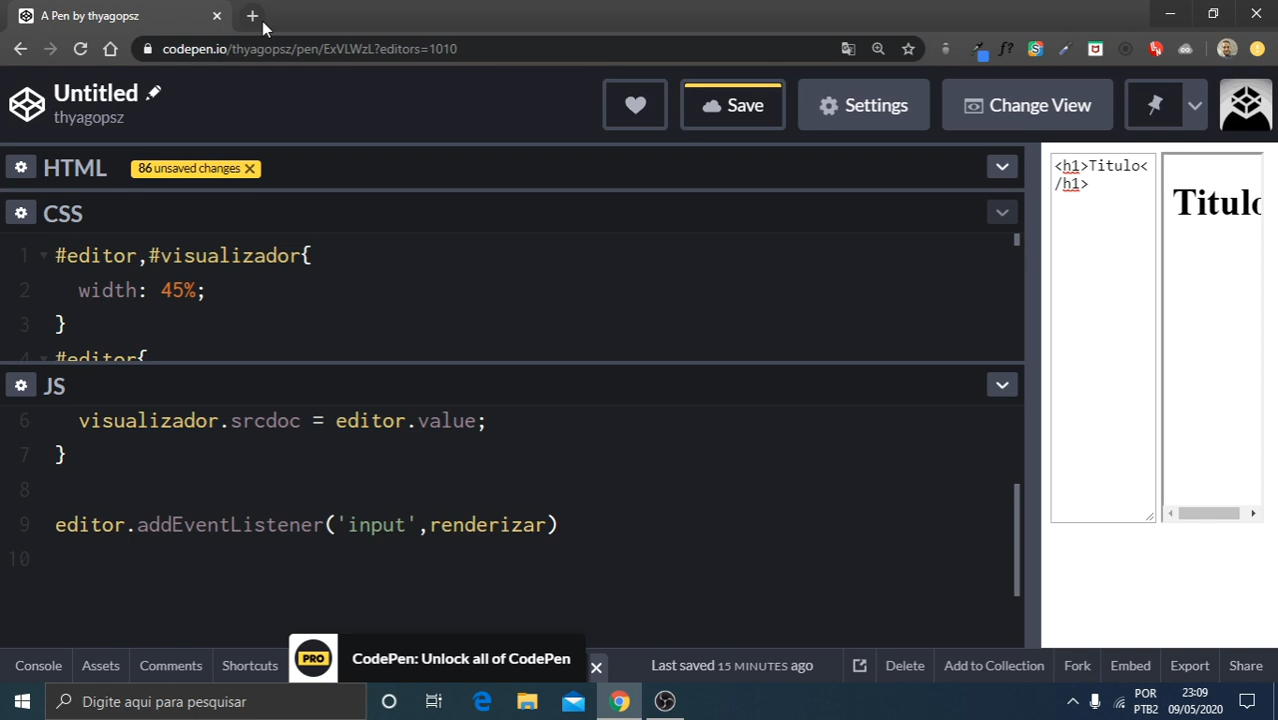 A Pen by thyagopsz
codepen.io/thyagopsz/pen/ExVLWzL?editors=1010
Untitled
thyagopsz
Save
Settings
Change View
HTML
86 unsaved changes
CSS
1 #editor,#visualizador{
2 width: 45%;
3 }
4 #editor{
JS
6 visualizador.srcdoc = editor.value;
7 }
8
9 editor.addEventListener('input',renderizar)
10
<h1>Titulo<
/h1>
Titulo
PRO
CodePen: Unlock all of CodePen
Console
Assets
Comments
Shortcuts
Last saved 15 MINUTES ago
Delete
Add to Collection
Fork
Embed
Export
Share
Digite aqui para pesquisar
POR
PTB2
23:09
09/05/2020